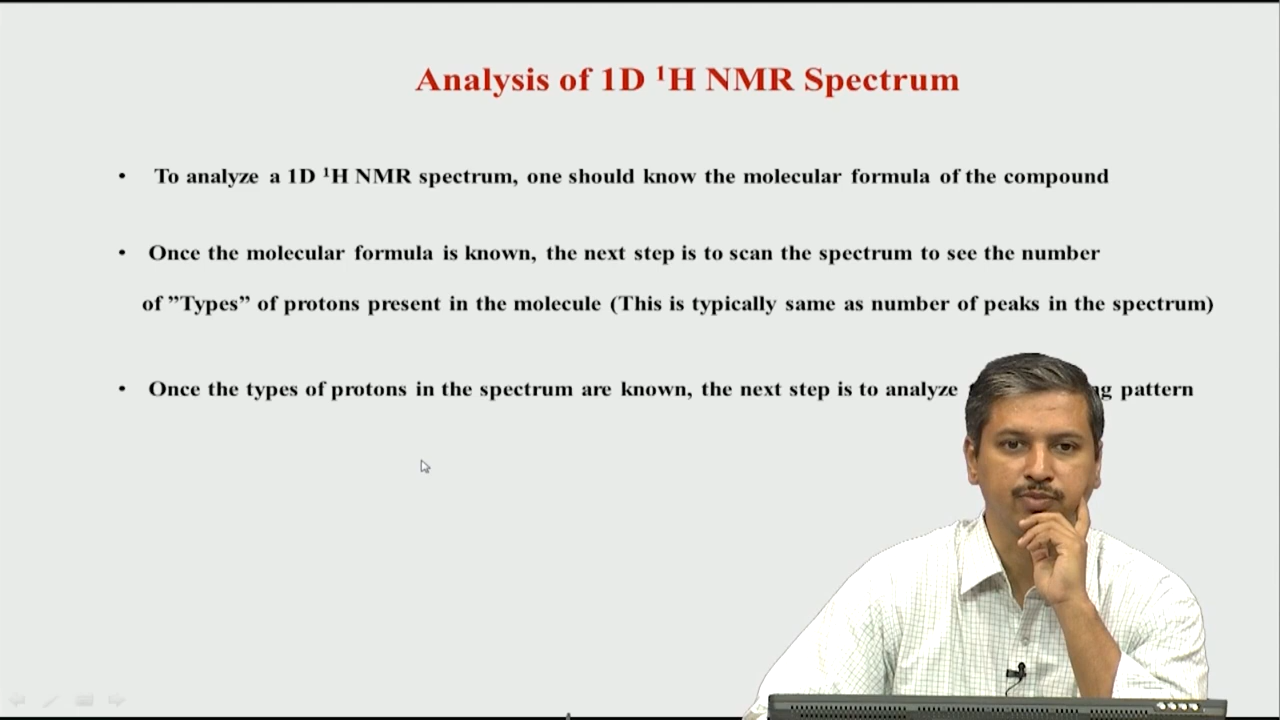 Analysis of 1D ¹H NMR Spectrum
• To analyze a 1D ¹H NMR spectrum, one should know the molecular formula of the compound
• Once the molecular formula is known, the next step is to scan the spectrum to see the number
of ”Types” of protons present in the molecule (This is typically same as number of peaks in the spectrum)
• Once the types of protons in the spectrum are known, the next step is to analyze pattern